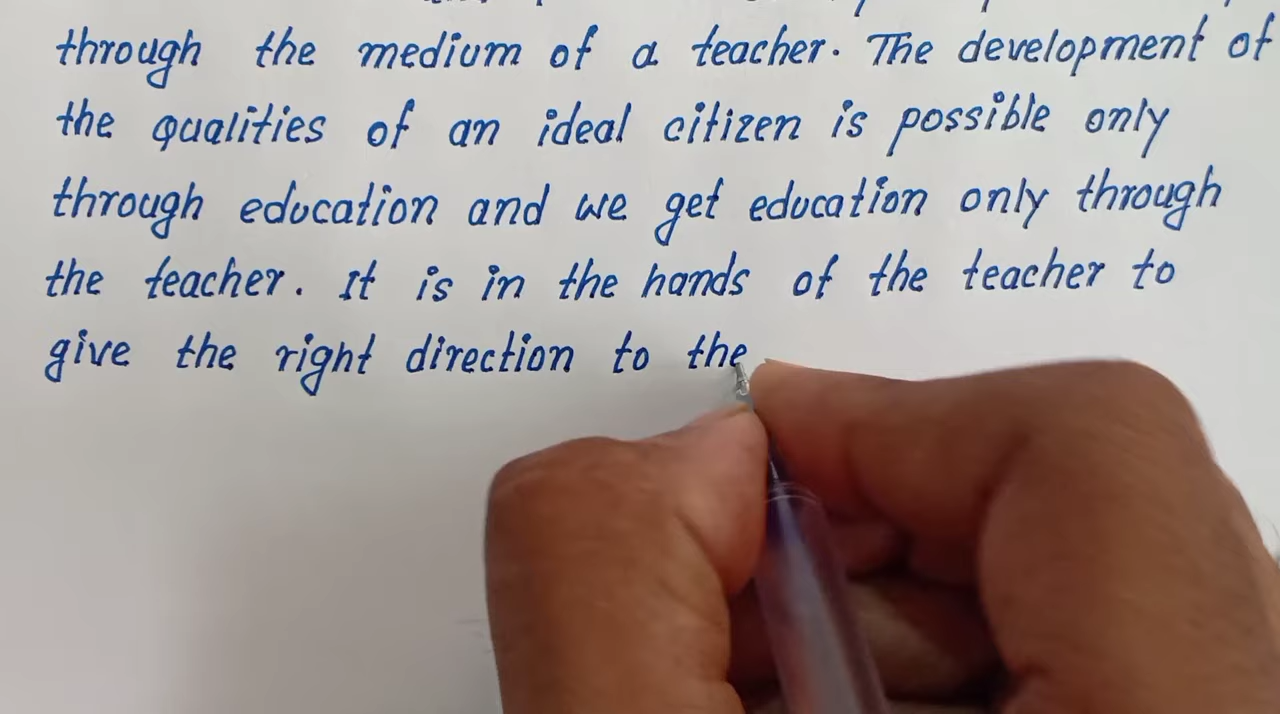 through the medium of a teacher. The development of
the qualities of an ideal citizen is possible only
through education and we get education only through
the teacher. It is in the hands of the teacher to
give the right direction to the